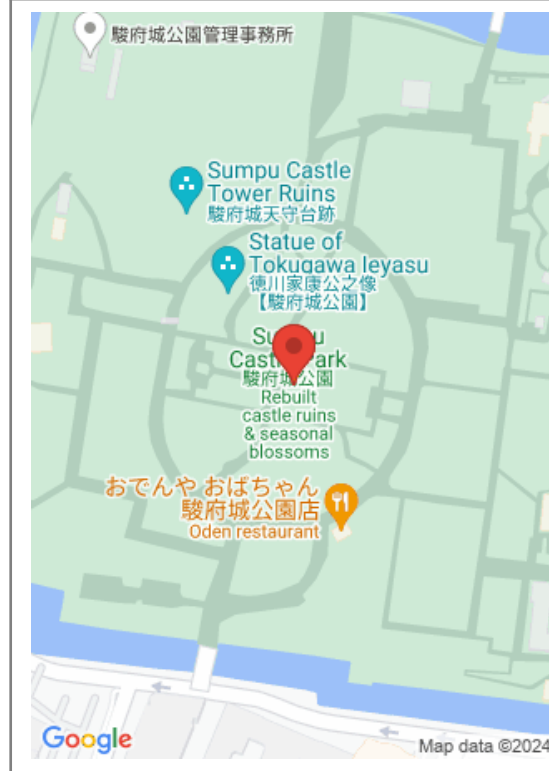 駿府城公園管理事務所
Sumpu Castle
Tower Ruins
駿府城天守台跡
Statue of
Tokugawa Ieyasu
徳川家康公之像
【駿府城公園】
Su u
Cast ark
駿府城公園
Rebuilt
castle ruins
& seasonal
blossoms
おでんや おばちゃん
駿府城公園店
Oden restaurant
Google
Map data ©2024